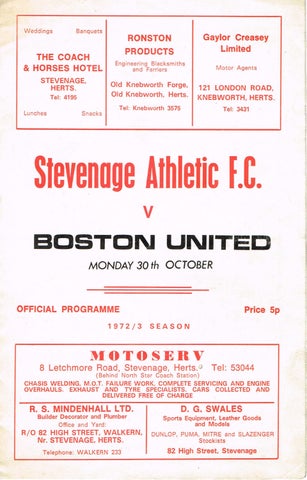 Weddings Banquets
THE COACH
& HORSES HOTEL
STEVENAGE,
HERTS.
Tel: 4195
Lunches Snacks
RONSTON
PRODUCTS
Engineering Blacksmiths
and Farriers
Old Knebworth Forge,
Old Knebworth, Herts.
Tel: Knebworth 3575
Gaylor Creasey
Limited
Motor Agents
121 LONDON ROAD,
KNEBWORTH, HERTS.
Tel: 3431
Stevenage Athletic F.C.
V
BOSTON UNITED
MONDAY 30th OCTOBER
OFFICIAL PROGRAMME Price 5p
1972/3 SEASON
MOTOSERV
8 Letchmore Road, Stevenage, Herts. Tel: 53044
(Behind North Star Coach Station)
CHASIS WELDING, M.O.T. FAILURE WORK, COMPLETE SERVICING AND ENGINE
OVERHAULS. EXHAUST AND TYRE SPECIALISTS. CARS COLLECTED AND
DELIVERED FREE OF CHARGE
R. S. MINDENHALL LTD.
Builder Decorator and Plumber
Office and Yard:
R/O 82 HIGH STREET, WALKERN,
Nr. STEVENAGE, HERTS.
Telephone: WALKERN 233
D. G. SWALES
Sports Equipment, Leather Goods
and Models
DUNLOP, PUMA, MITRE and SLAZENGER
Stockists
82 High Street, Stevenage